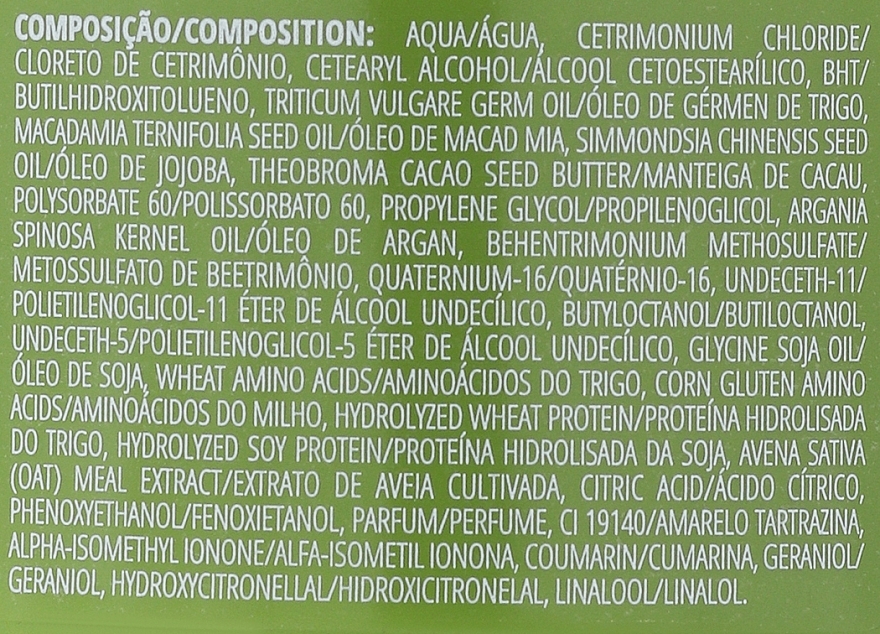 COMPOSIÇÃO/COMPOSITION: AQUA/ÁGUA, CETRIMONIUM CHLORIDE/
CLORETO DE CETRIMÔNIO, CETEARYL ALCOHOL/ÁLCOOL CETOESTEARÍLICO, BHT/
BUTILHIDROXITOLUENO, TRITICUM VULGARE GERM OIL/ÓLEO DE GÉRMEN DE TRIGO,
MACADAMIA TERNIFOLIA SEED OIL/ÓLEO DE MACAD MIA, SIMMONDSIA CHINENSIS SEED
OIL/ÓLEO DE JOJOBA, THEOBROMA CACAO SEED BUTTER/MANTEIGA DE CACAU,
POLYSORBATE 60/POLISSORBATO 60, PROPYLENE GLYCOL/PROPILENOGLICOL, ARGANIA
SPINOSA KERNEL OIL/ÓLEO DE ARGAN, BEHENTRIMONIUM METHOSULFATE/
METOSSULFATO DE BEETRIMÔNIO, QUATERNIUM-16/QUATÉRNIO-16, UNDECETH-11/
POLIETILENOGLICOL-11 ÉTER DE ÁLCOOL UNDECÍLICO, BUTYLOCTANOL/BUTILOCTANOL,
UNDECETH-5/POLIETILENOGLICOL-5 ÉTER DE ÁLCOOL UNDECÍLICO, GLYCINE SOJA OIL/
ÓLEO DE SOJA, WHEAT AMINO ACIDS/AMINOÁCIDOS DO TRIGO, CORN GLUTEN AMINO
ACIDS/AMINOÁCIDOS DO MILHO, HYDROLYZED WHEAT PROTEIN/PROTEÍNA HIDROLISADA
DO TRIGO, HYDROLYZED SOY PROTEIN/PROTEÍNA HIDROLISADA DA SOJA, AVENA SATIVA
(OAT) MEAL EXTRACT/EXTRATO DE AVEIA CULTIVADA, CITRIC ACID/ÁCIDO CÍTRICO,
PHENOXYETHANOL/FENOXIETANOL, PARFUM/PERFUME, CI 19140/AMARELO TARTRAZINA,
ALPHA-ISOMETHYL IONONE/ALFA-ISOMETIL IONONA, COUMARIN/CUMARINA, GERANIOL/
GERANIOL, HYDROXYCITRONELLAL/HIDROXICITRONELAL, LINALOOL/LINALOL.